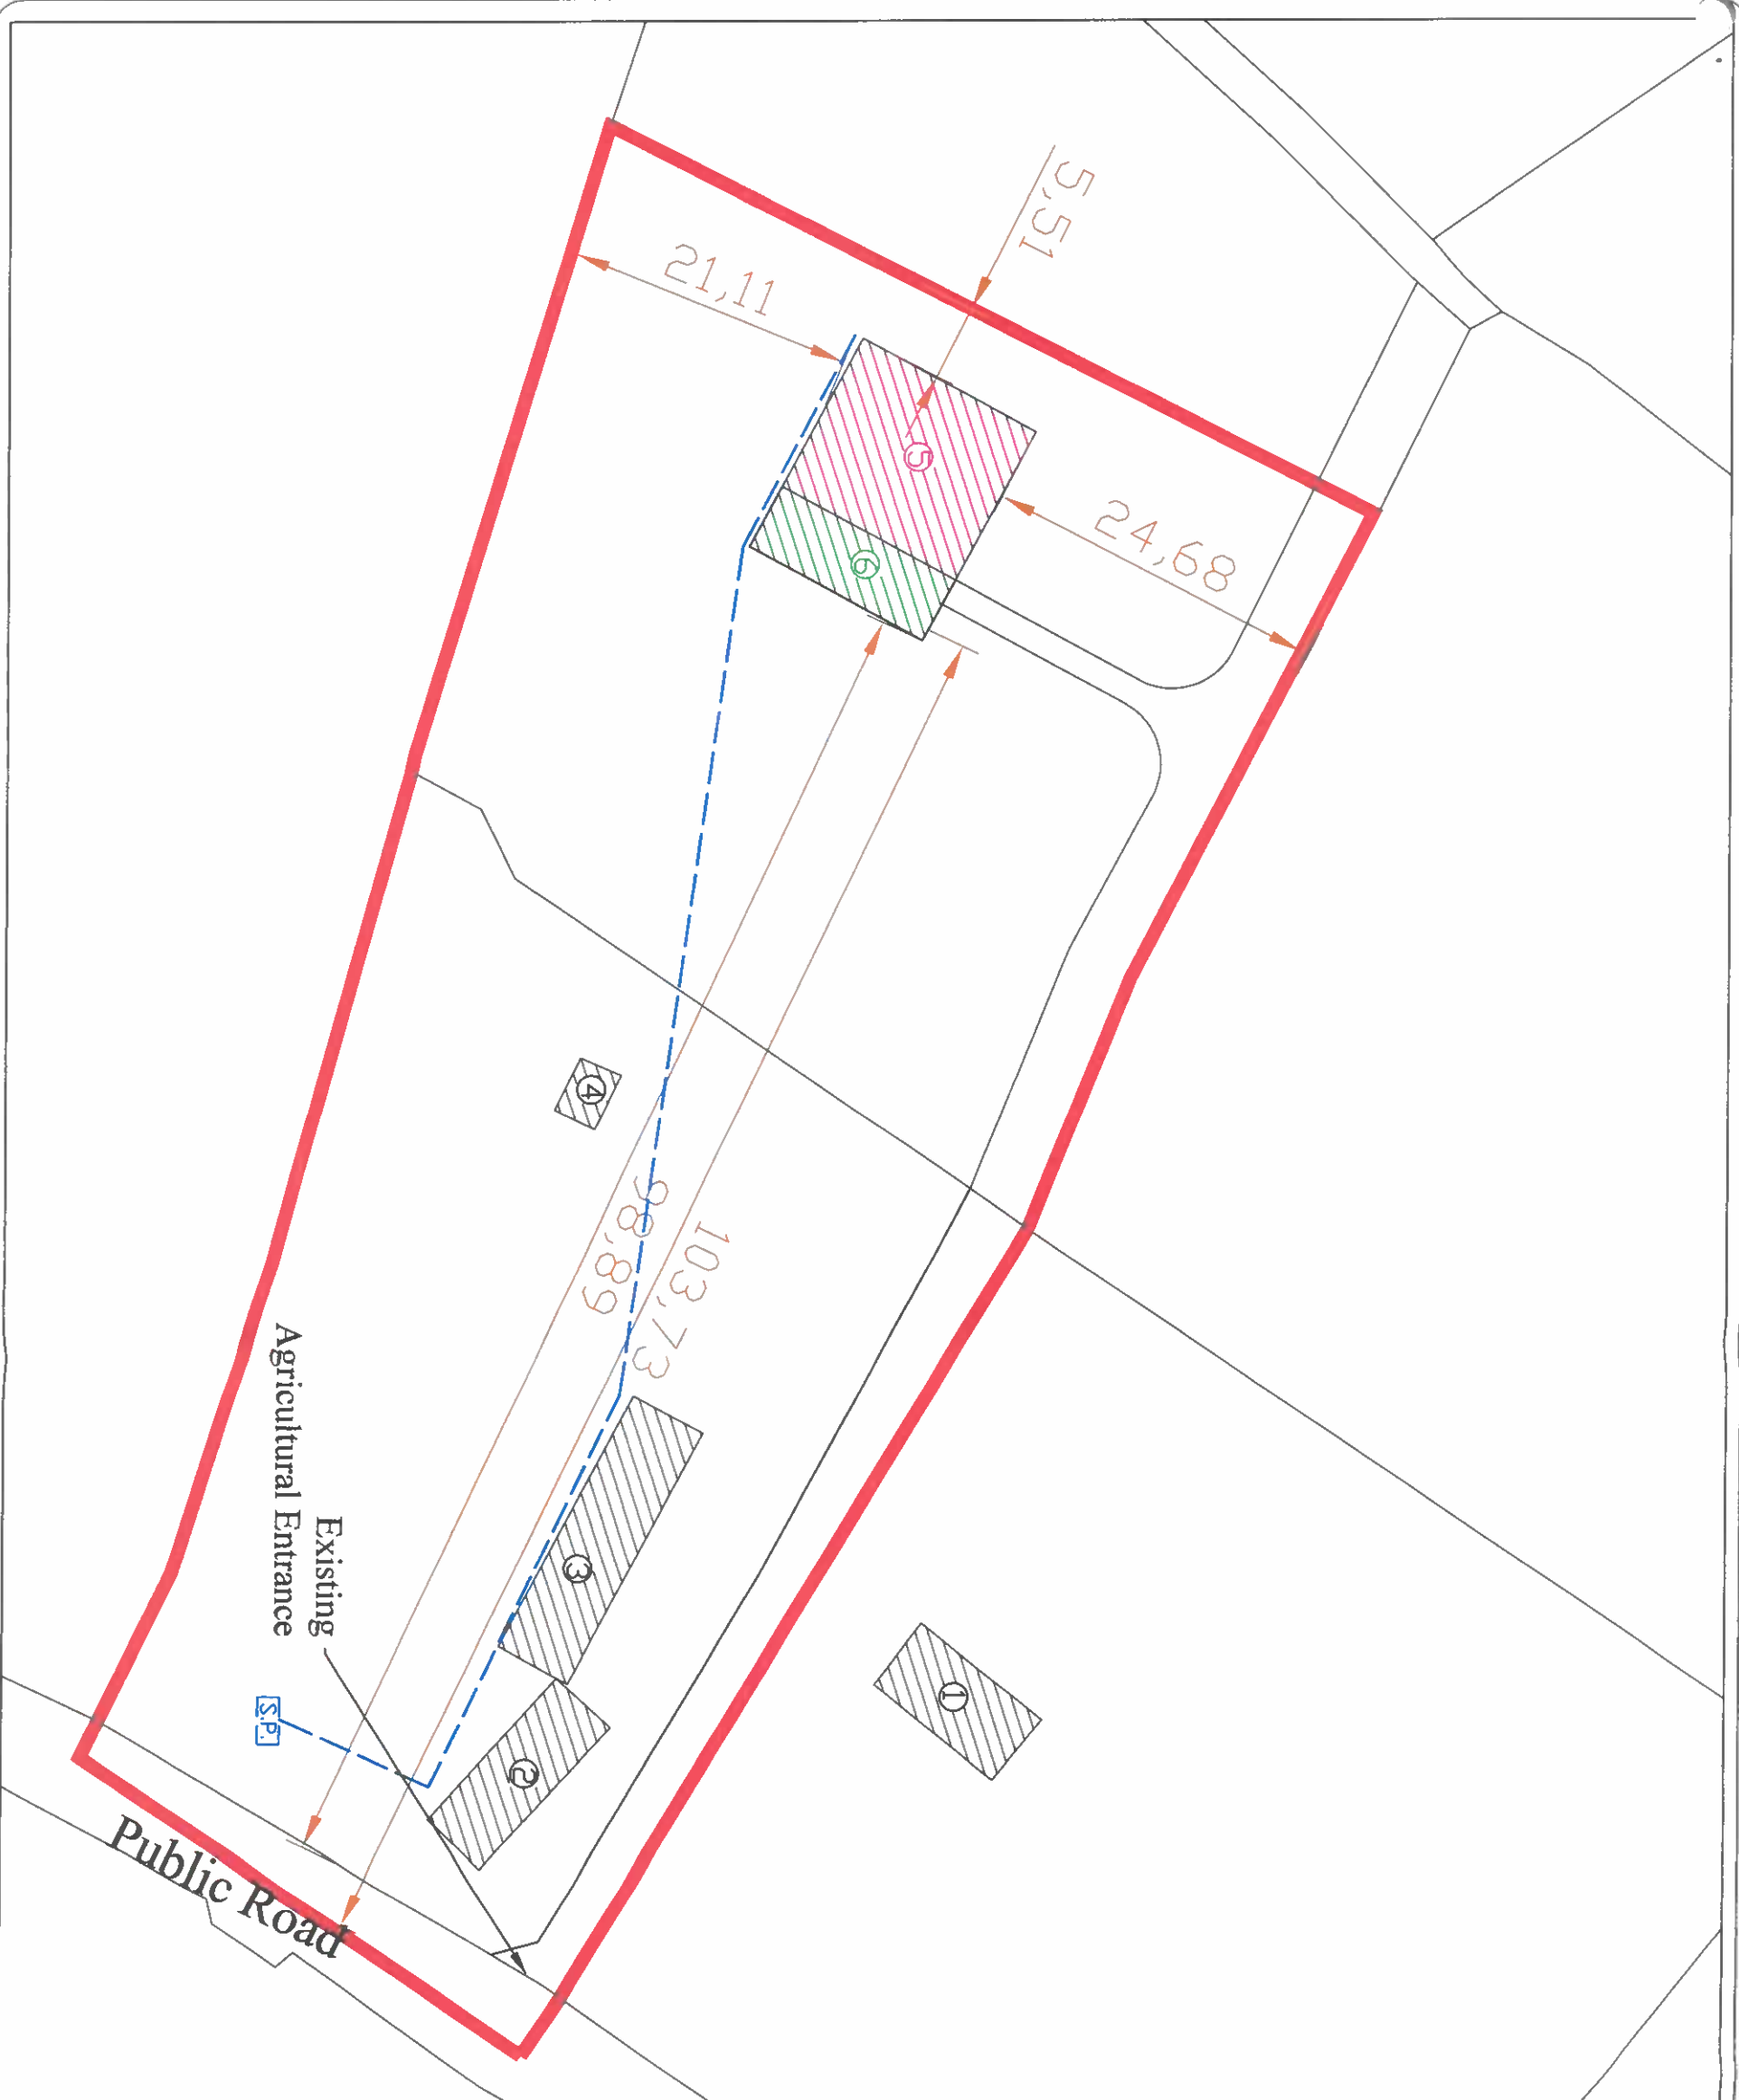 5,51
21,11
24,68
5
6
4
98,89
103,73
3
Existing
Agricultural Entrance
1
2
S.P.
Public Road